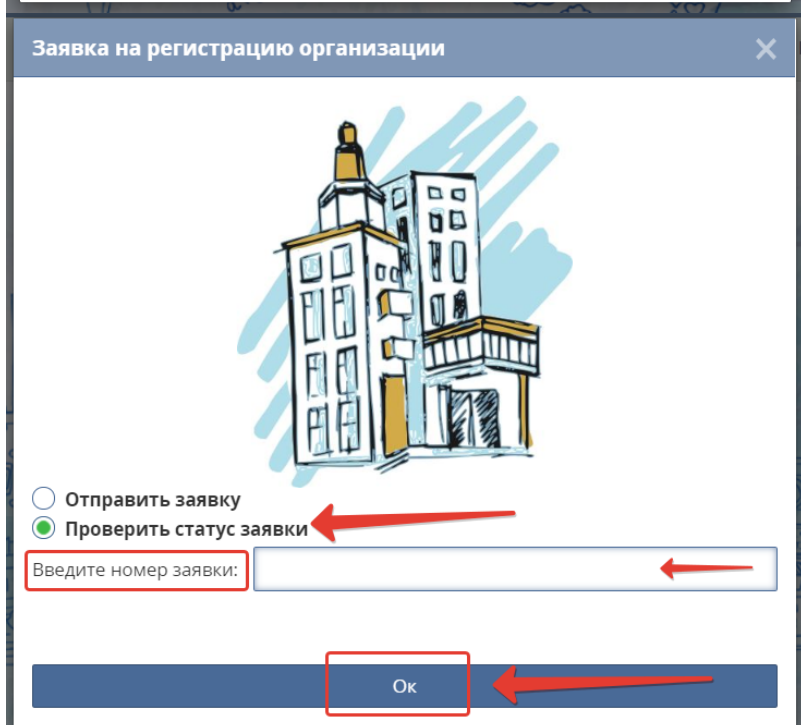 Заявка на регистрацию организации
Отправить заявку
Проверить статус заявки
Введите номер заявки:
Ок